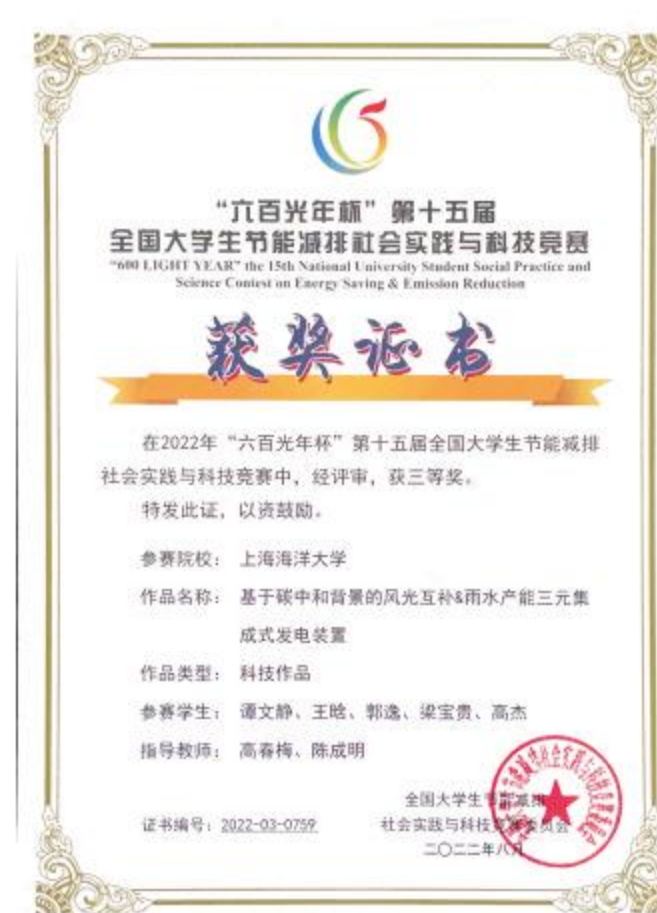 “六百光年杯”第十五届
全国大学生节能减排社会实践与科技竞赛
"600 LIGHT YEAR" the 15th National University Student Social Practice and
Science Contest on Energy Saving & Emission Reduction
获奖证书
在2022年“六百光年杯”第十五届全国大学生节能减排
社会实践与科技竞赛中，经评审，获三等奖。
特发此证，以资鼓励。
参赛院校： 上海海洋大学
作品名称： 基于碳中和背景的风光互补&雨水产能三元集
成式发电装置
作品类型： 科技作品
参赛学生： 谭文静、王晗、郭逸、梁宝贵、高杰
指导教师： 高春梅、陈成明
全国大学生节能减排
证书编号：2022-03-0759 社会实践与科技竞赛委员会
二〇二二年八月